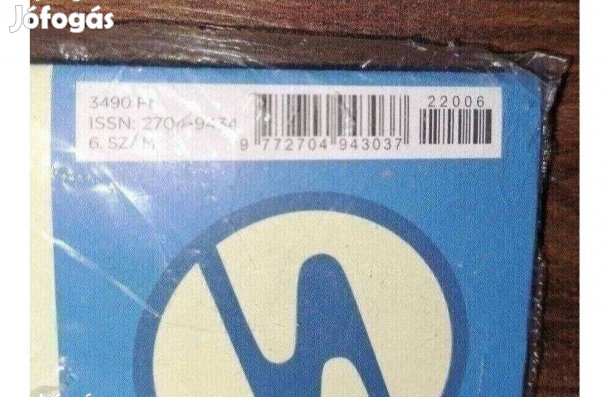 Jófogás
3490 Ft
ISSN: 2704-9434
6. SZ/M
22006
9 772704 943037